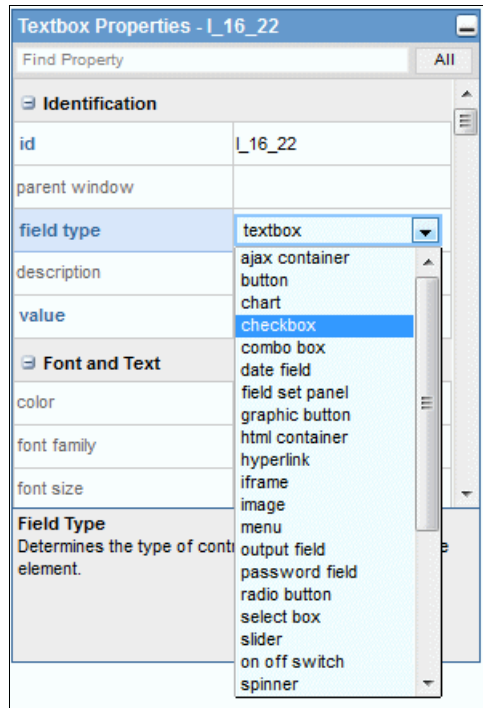 Textbox Properties - I_16_22
Find Property
All
Identification
id
I_16_22
parent window
field type
textbox
description
value
Font and Text
color
font family
font size
ajax container
button
chart
checkbox
combo box
date field
field set panel
graphic button
html container
hyperlink
iframe
image
menu
output field
password field
radio button
select box
slider
on off switch
spinner
Field Type
Determines the type of cont
element.